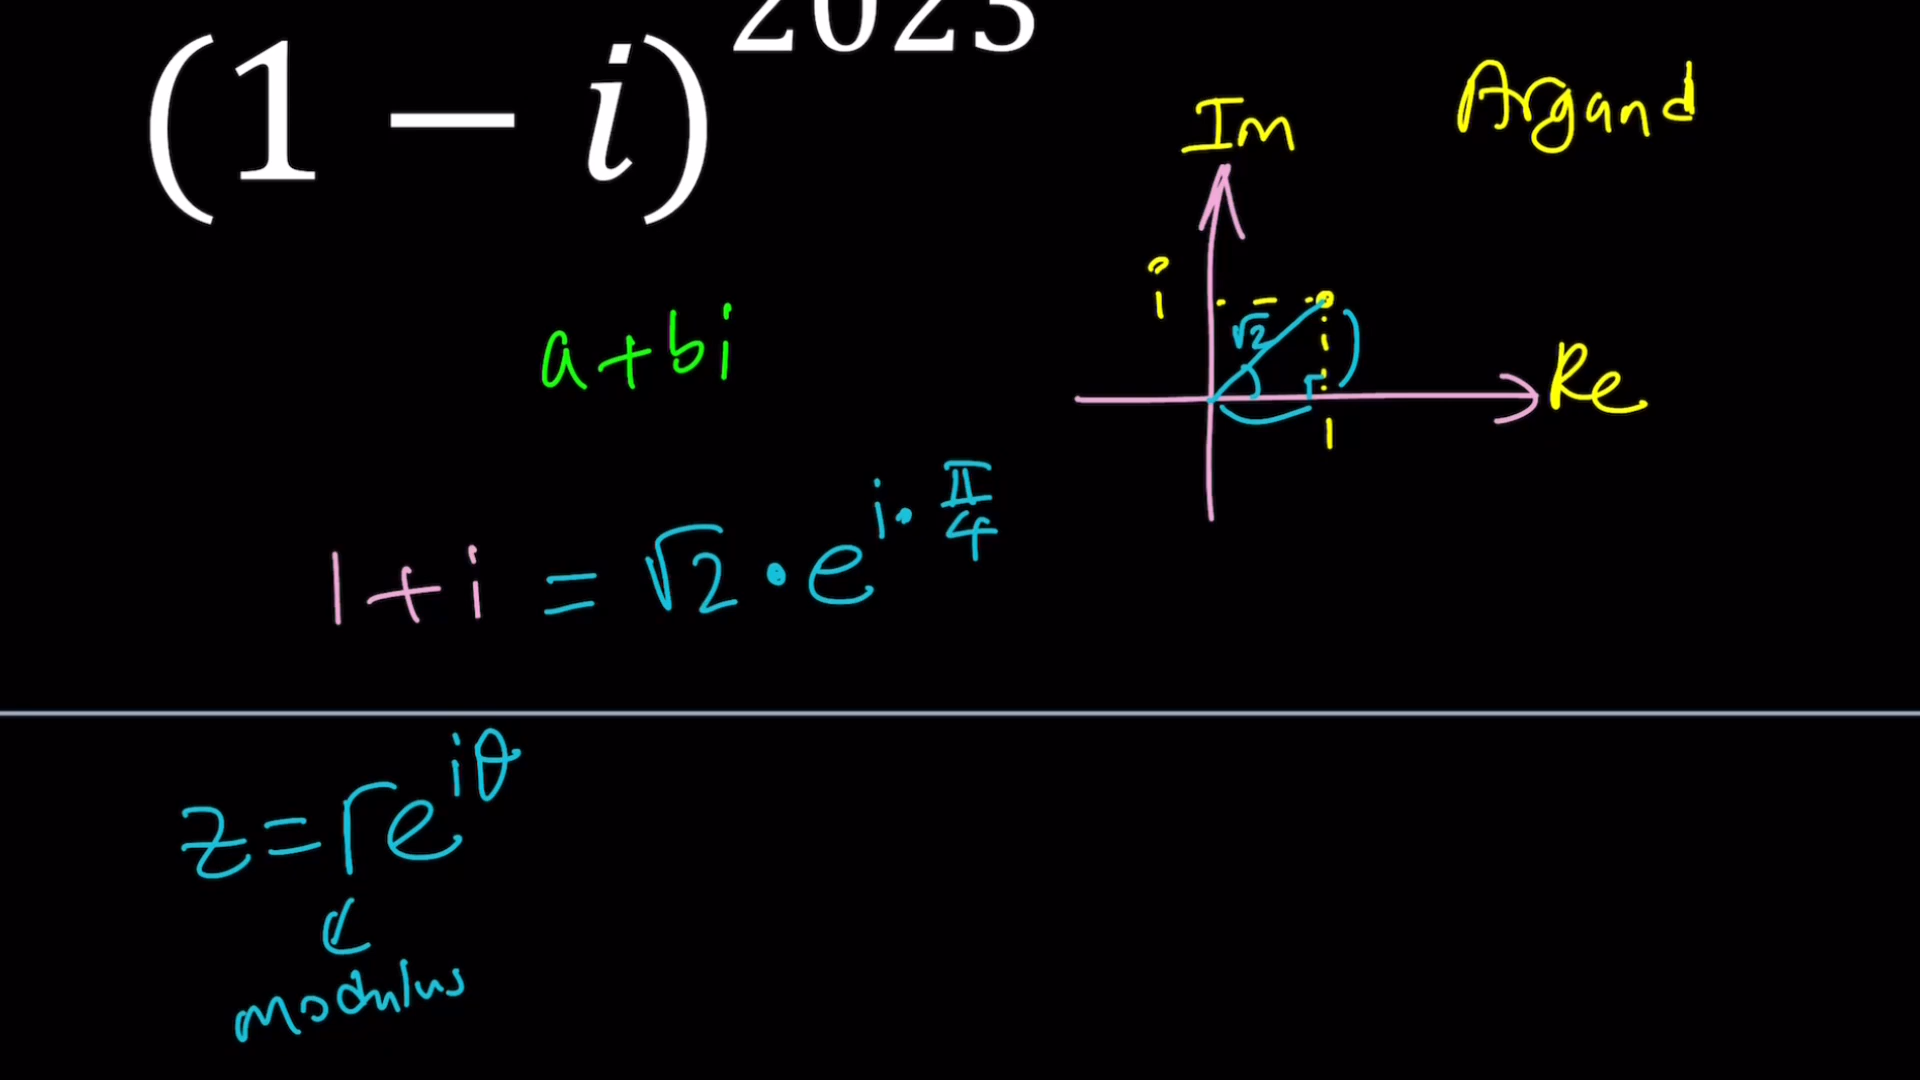 (1 − i)^2023
Argand
Im
i
√2
Re
1
a+bi
1+i = √2 · e^(i · π/4)
z = re^(iθ)
modulus